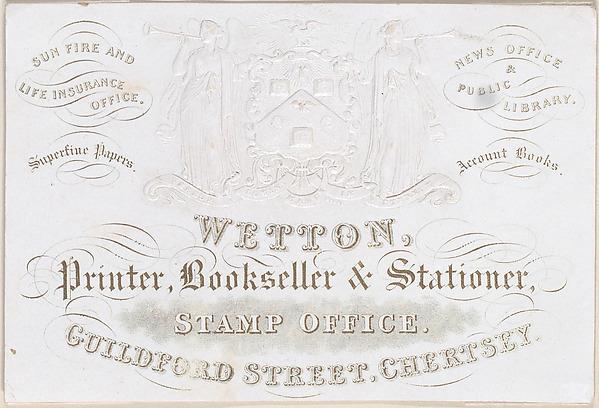 SUN FIRE AND
LIFE INSURANCE
OFFICE.
Superfine Papers.
NEWS OFFICE
&
PUBLIC
LIBRARY.
Account Books.
WETTON,
Printer, Bookseller & Stationer,
STAMP OFFICE.
GUILDFORD STREET, CHERTSEY.